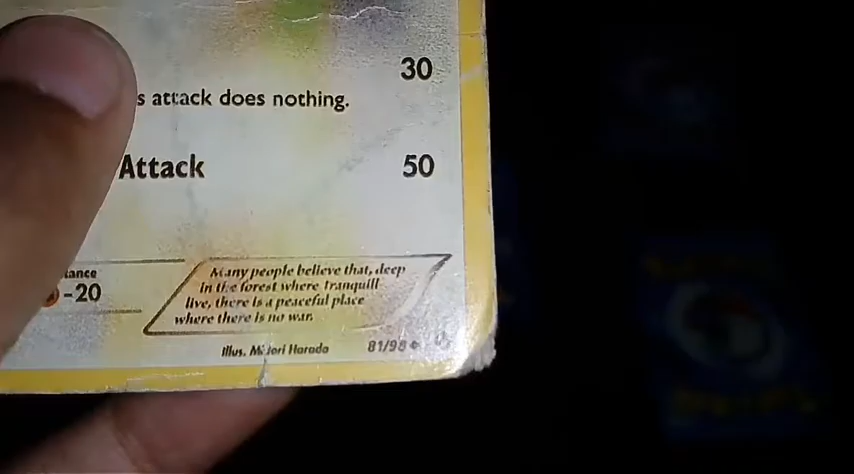 30
s attack does nothing.
Attack 50
tance
-20
Many people believe that, deep
in the forest where Tranquill
live, there is a peaceful place
where there is no war.
Illus. Midori Harada 81/98